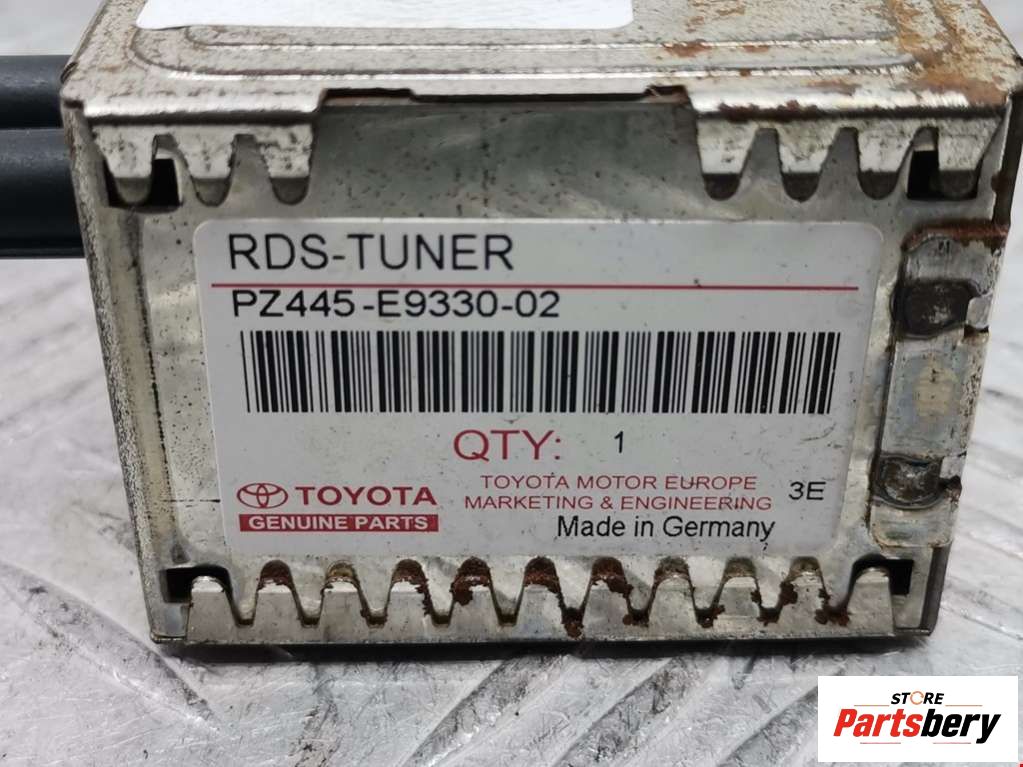 RDS-TUNER
PZ445-E9330-02
QTY: 1
TOYOTA
GENUINE PARTS
TOYOTA MOTOR EUROPE
MARKETING & ENGINEERING
3E
Made in Germany
STORE
Partsbery